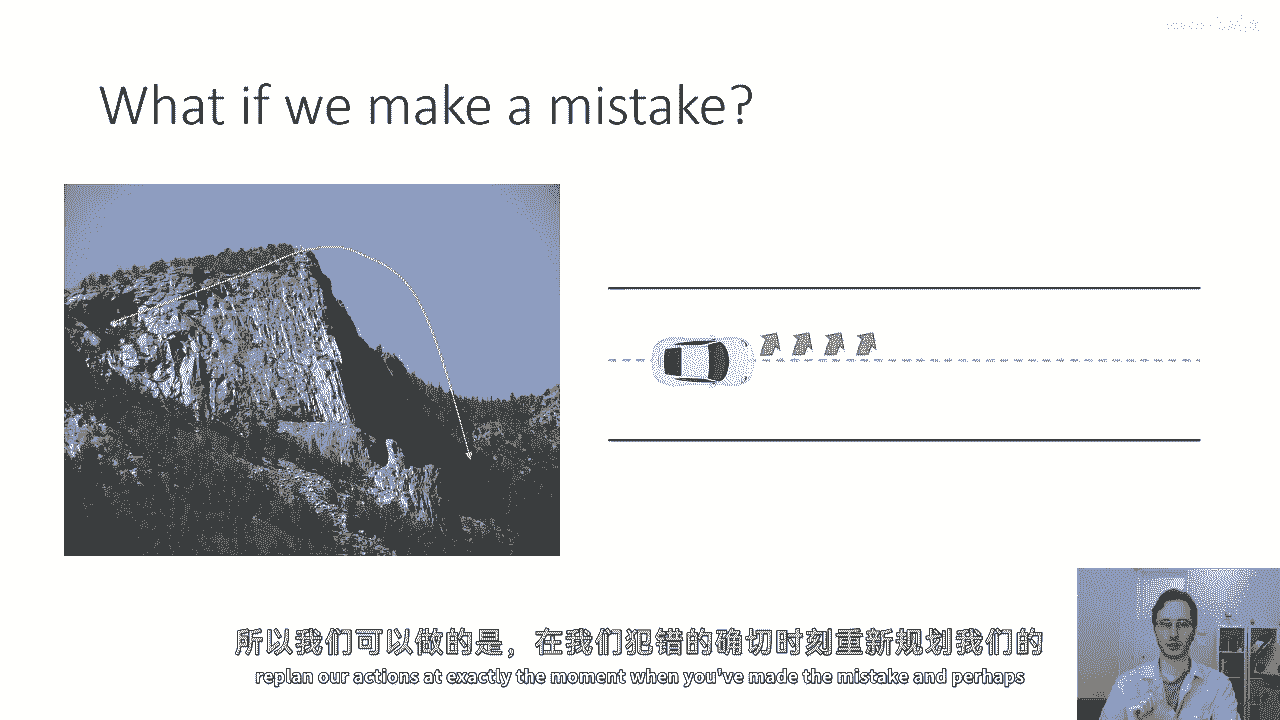 What if we make a mistake?
所以我们可以做的是，在我们犯错的确切时刻重新规划我们的
replan our actions at exactly the moment when you've made the mistake and perhaps